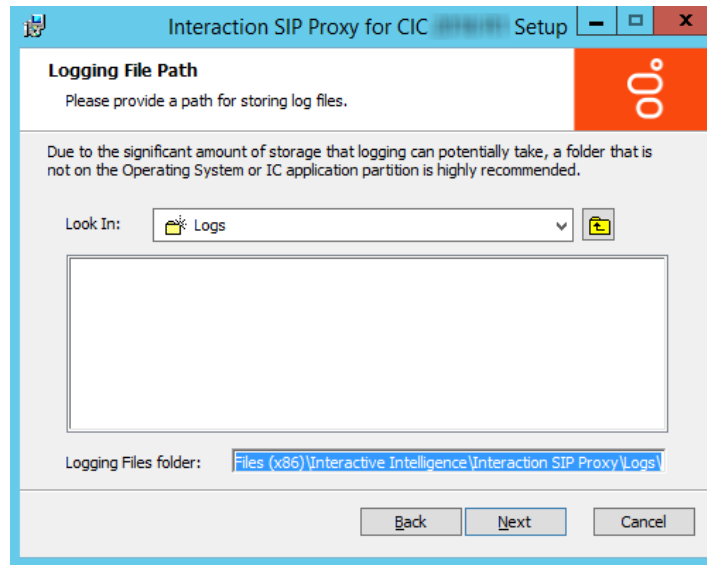 Interaction SIP Proxy for CIC Setup
Logging File Path
Please provide a path for storing log files.
Due to the significant amount of storage that logging can potentially take, a folder that is
not on the Operating System or IC application partition is highly recommended.
Look In: Logs
Logging Files folder: Files (x86)\Interactive Intelligence\Interaction SIP Proxy\Logs\
Back Next Cancel